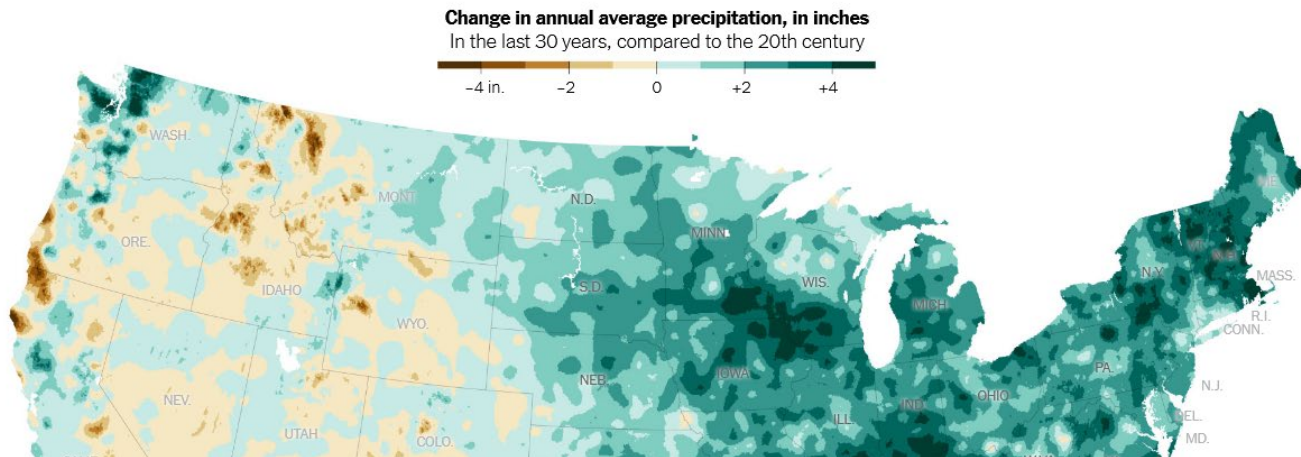 Change in annual average precipitation, in inches
In the last 30 years, compared to the 20th century
–4 in. –2 0 +2 +4
WASH.
MONT.
N.D.
MINN.
ME.
ORE.
IDAHO
S.D.
WIS.
VT.
N.H.
N.Y.
MASS.
WYO.
MICH.
R.I.
CONN.
NEV.
UTAH
COLO.
NEB.
IOWA
ILL.
IND.
OHIO
PA.
N.J.
DEL.
MD.